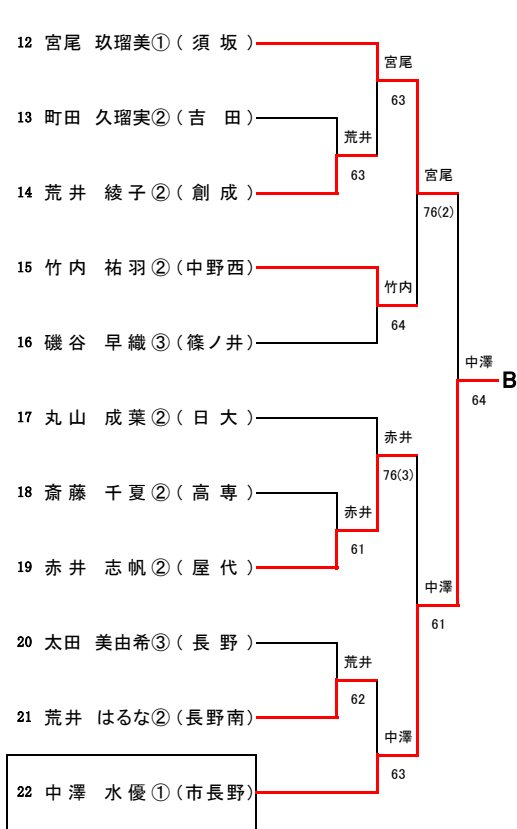 12 宮尾 玖瑠美①(須坂)
宮尾
63
13 町田 久瑠実②(吉田)
荒井
63
14 荒井 綾子②(創成)
宮尾
76(2)
15 竹内 祐羽②(中野西)
竹内
64
16 磯谷 早織③(篠ノ井)
中澤
64
B
17 丸山 成葉②(日大)
赤井
76(3)
18 斎藤 千夏②(高専)
赤井
61
19 赤井 志帆②(屋代)
中澤
61
20 太田 美由希③(長野)
荒井
62
21 荒井 はるな②(長野南)
中澤
63
22 中澤 水優①(市長野)